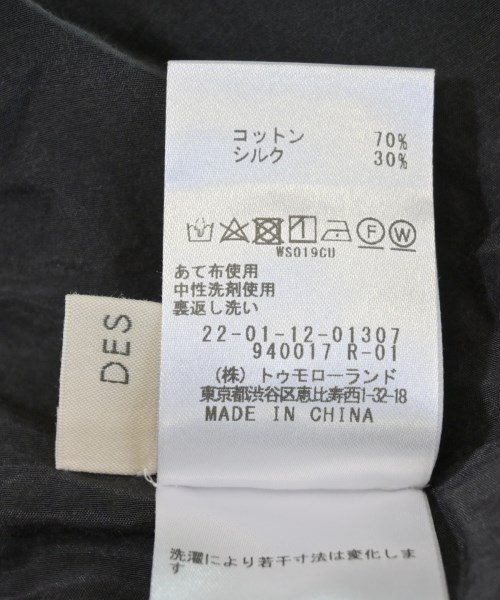 コットン 70%
シルク 30%
F W
WS019CU
あて布使用
中性洗剤使用
裏返し洗い
22-01-12-01307
940017 R-01
(株) トゥモローランド
東京都渋谷区恵比寿西1-32-18
MADE IN CHINA
DES
洗濯により若干寸法は変化しま
す